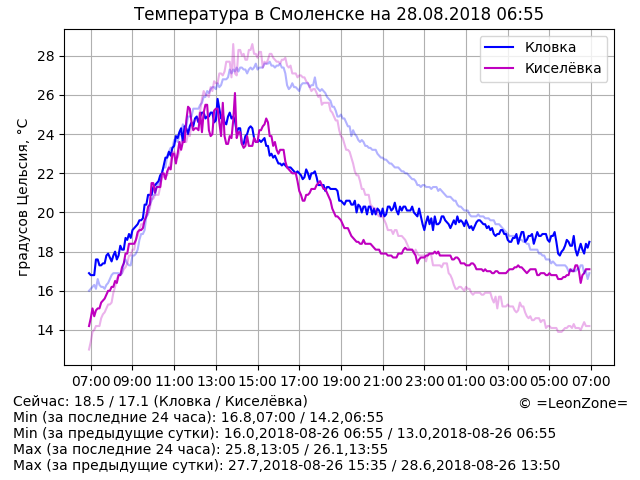 Температура в Смоленске на 28.08.2018 06:55
Кловка
Киселёвка
градусов Цельсия, °C
28
26
24
22
20
18
16
14
07:00 09:00 11:00 13:00 15:00 17:00 19:00 21:00 23:00 01:00 03:00 05:00 07:00
Сейчас: 18.5 / 17.1 (Кловка / Киселёвка)
© =LeonZone=
Min (за последние 24 часа): 16.8,07:00 / 14.2,06:55
Min (за предыдущие сутки): 16.0,2018-08-26 06:55 / 13.0,2018-08-26 06:55
Max (за последние 24 часа): 25.8,13:05 / 26.1,13:55
Max (за предыдущие сутки): 27.7,2018-08-26 15:35 / 28.6,2018-08-26 13:50